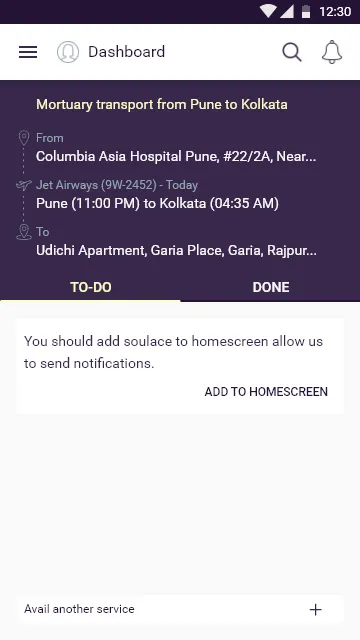 12:30
Dashboard
Mortuary transport from Pune to Kolkata
From
Columbia Asia Hospital Pune, #22/2A, Near...
Jet Airways (9W-2452) - Today
Pune (11:00 PM) to Kolkata (04:35 AM)
To
Udichi Apartment, Garia Place, Garia, Rajpur...
TO-DO DONE
You should add soulace to homescreen allow us
to send notifications.
ADD TO HOMESCREEN
Avail another service